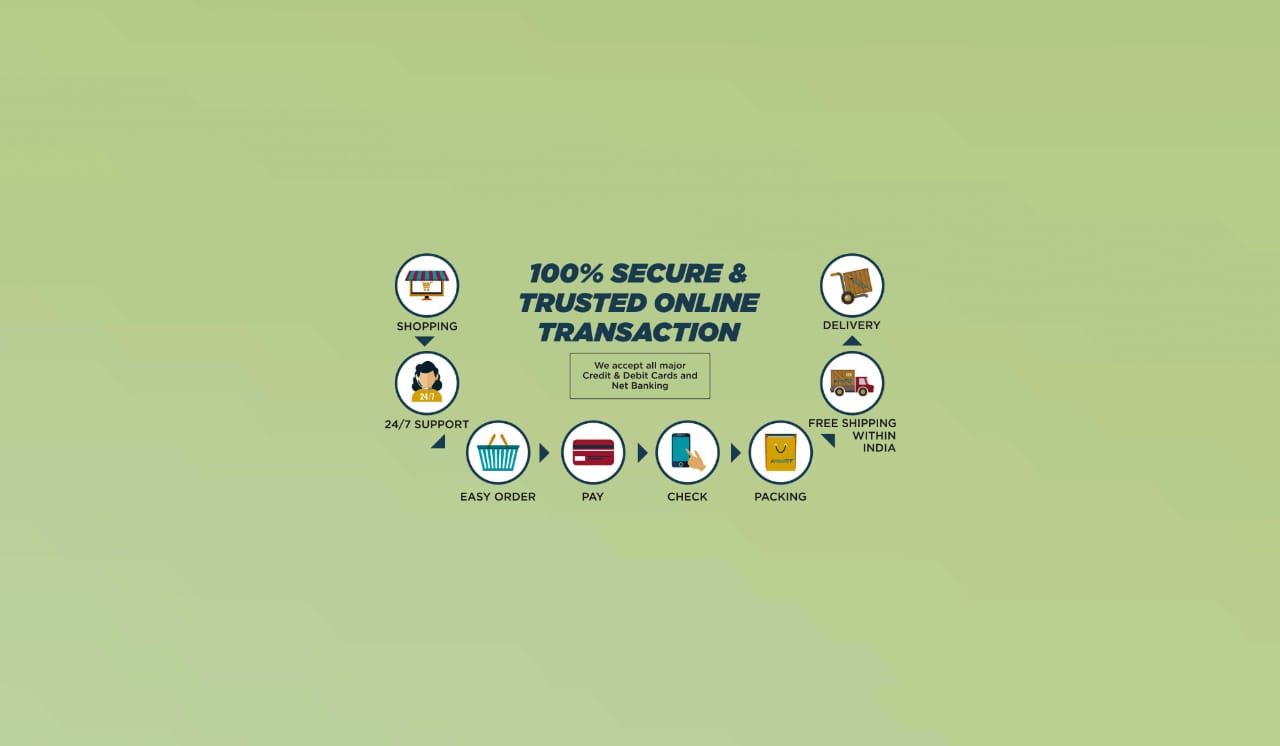 100% SECURE &
TRUSTED ONLINE
TRANSACTION
We accept all major
Credit & Debit Cards and
Net Banking
SHOPPING
24/7
24/7 SUPPORT
EASY ORDER
PAY
CHECK
PACKING
FREE SHIPPING
WITHIN
INDIA
DELIVERY